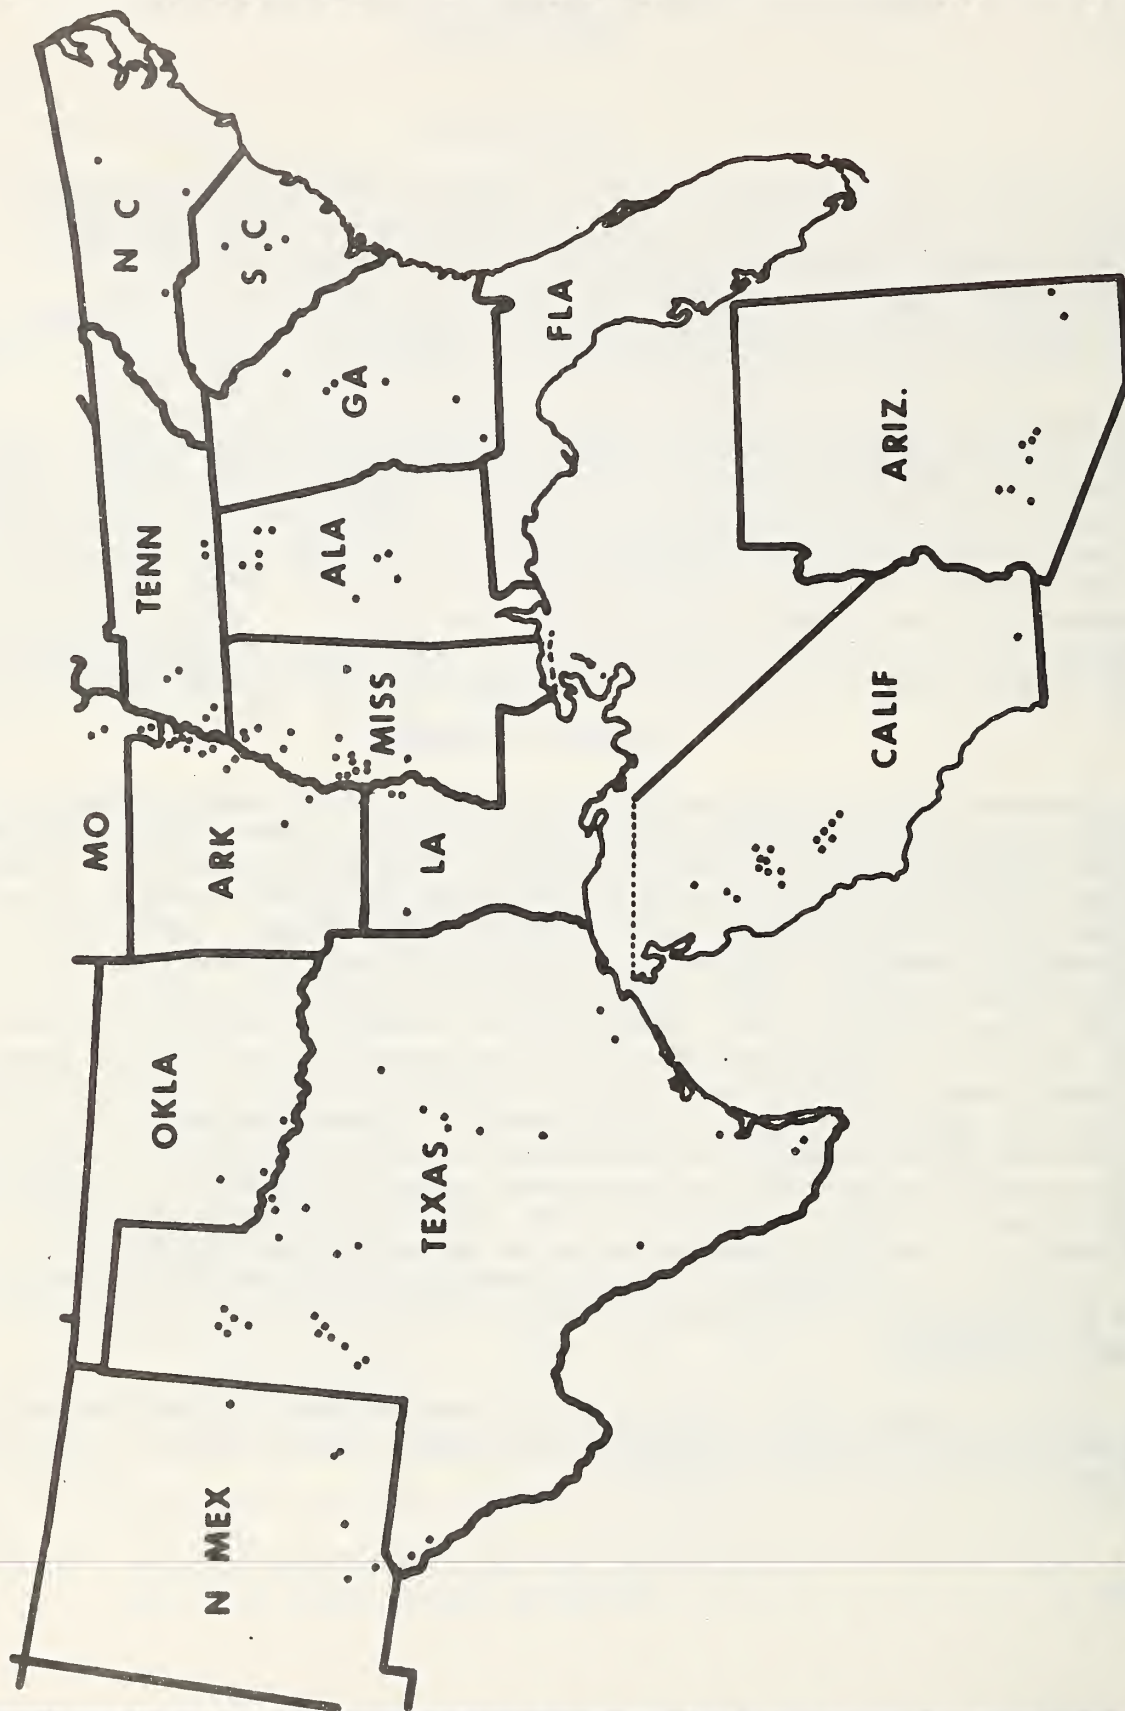 N MEX
OKLA
TEXAS
MO
ARK
LA
TENN
MISS
ALA
GA
FLA
N C
S C
CALIF
ARIZ.